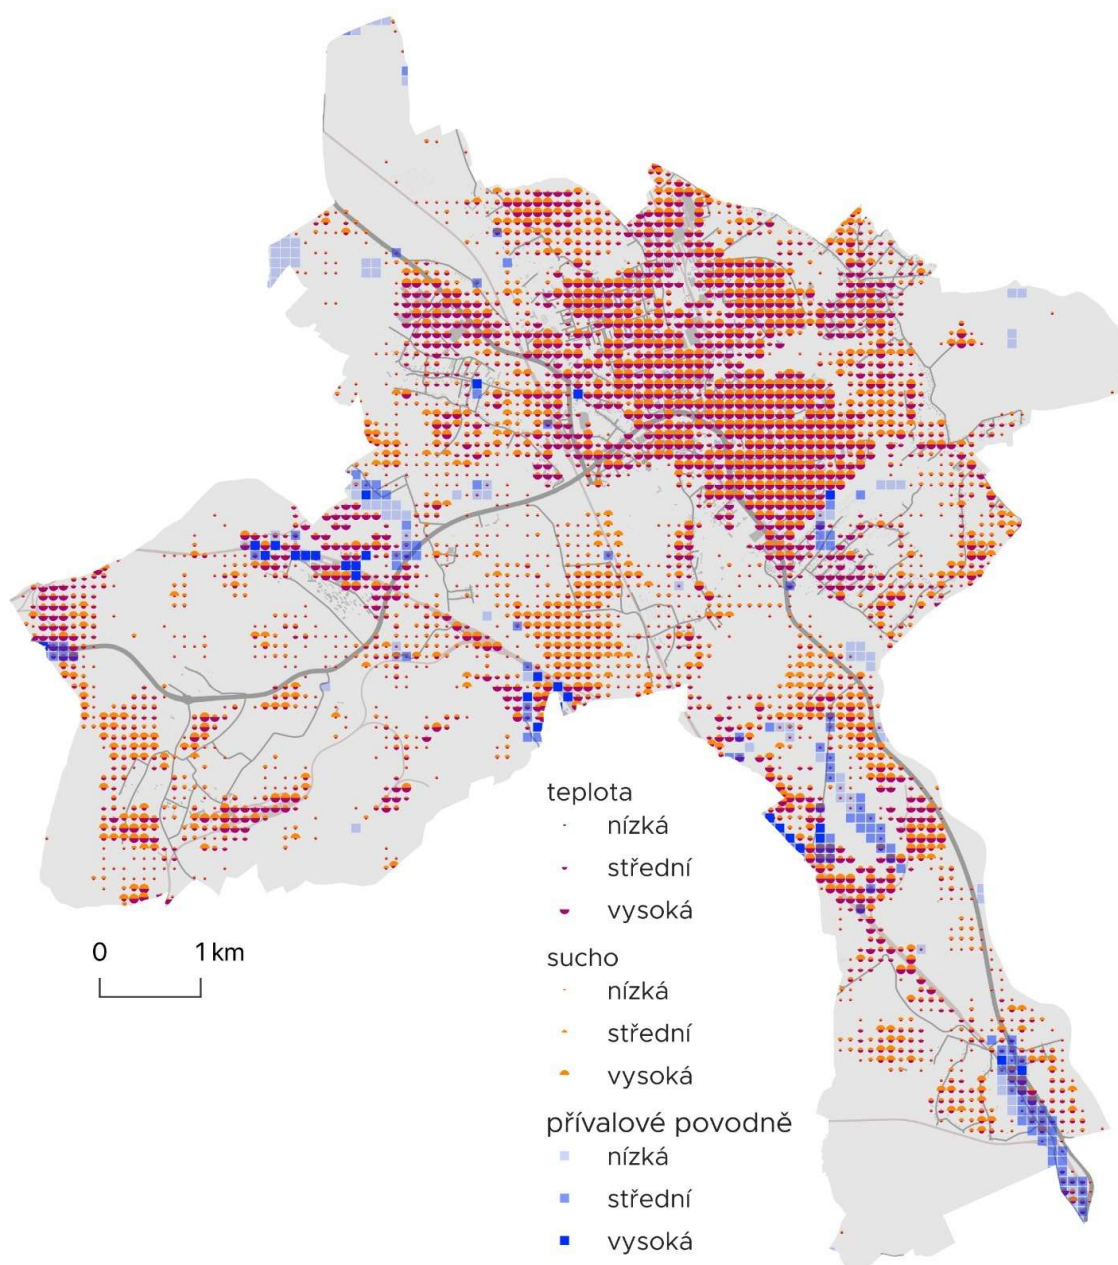 teplota
nízká
střední
vysoká
0 1 km
sucho
nízká
střední
vysoká
přívalové povodně
nízká
střední
vysoká